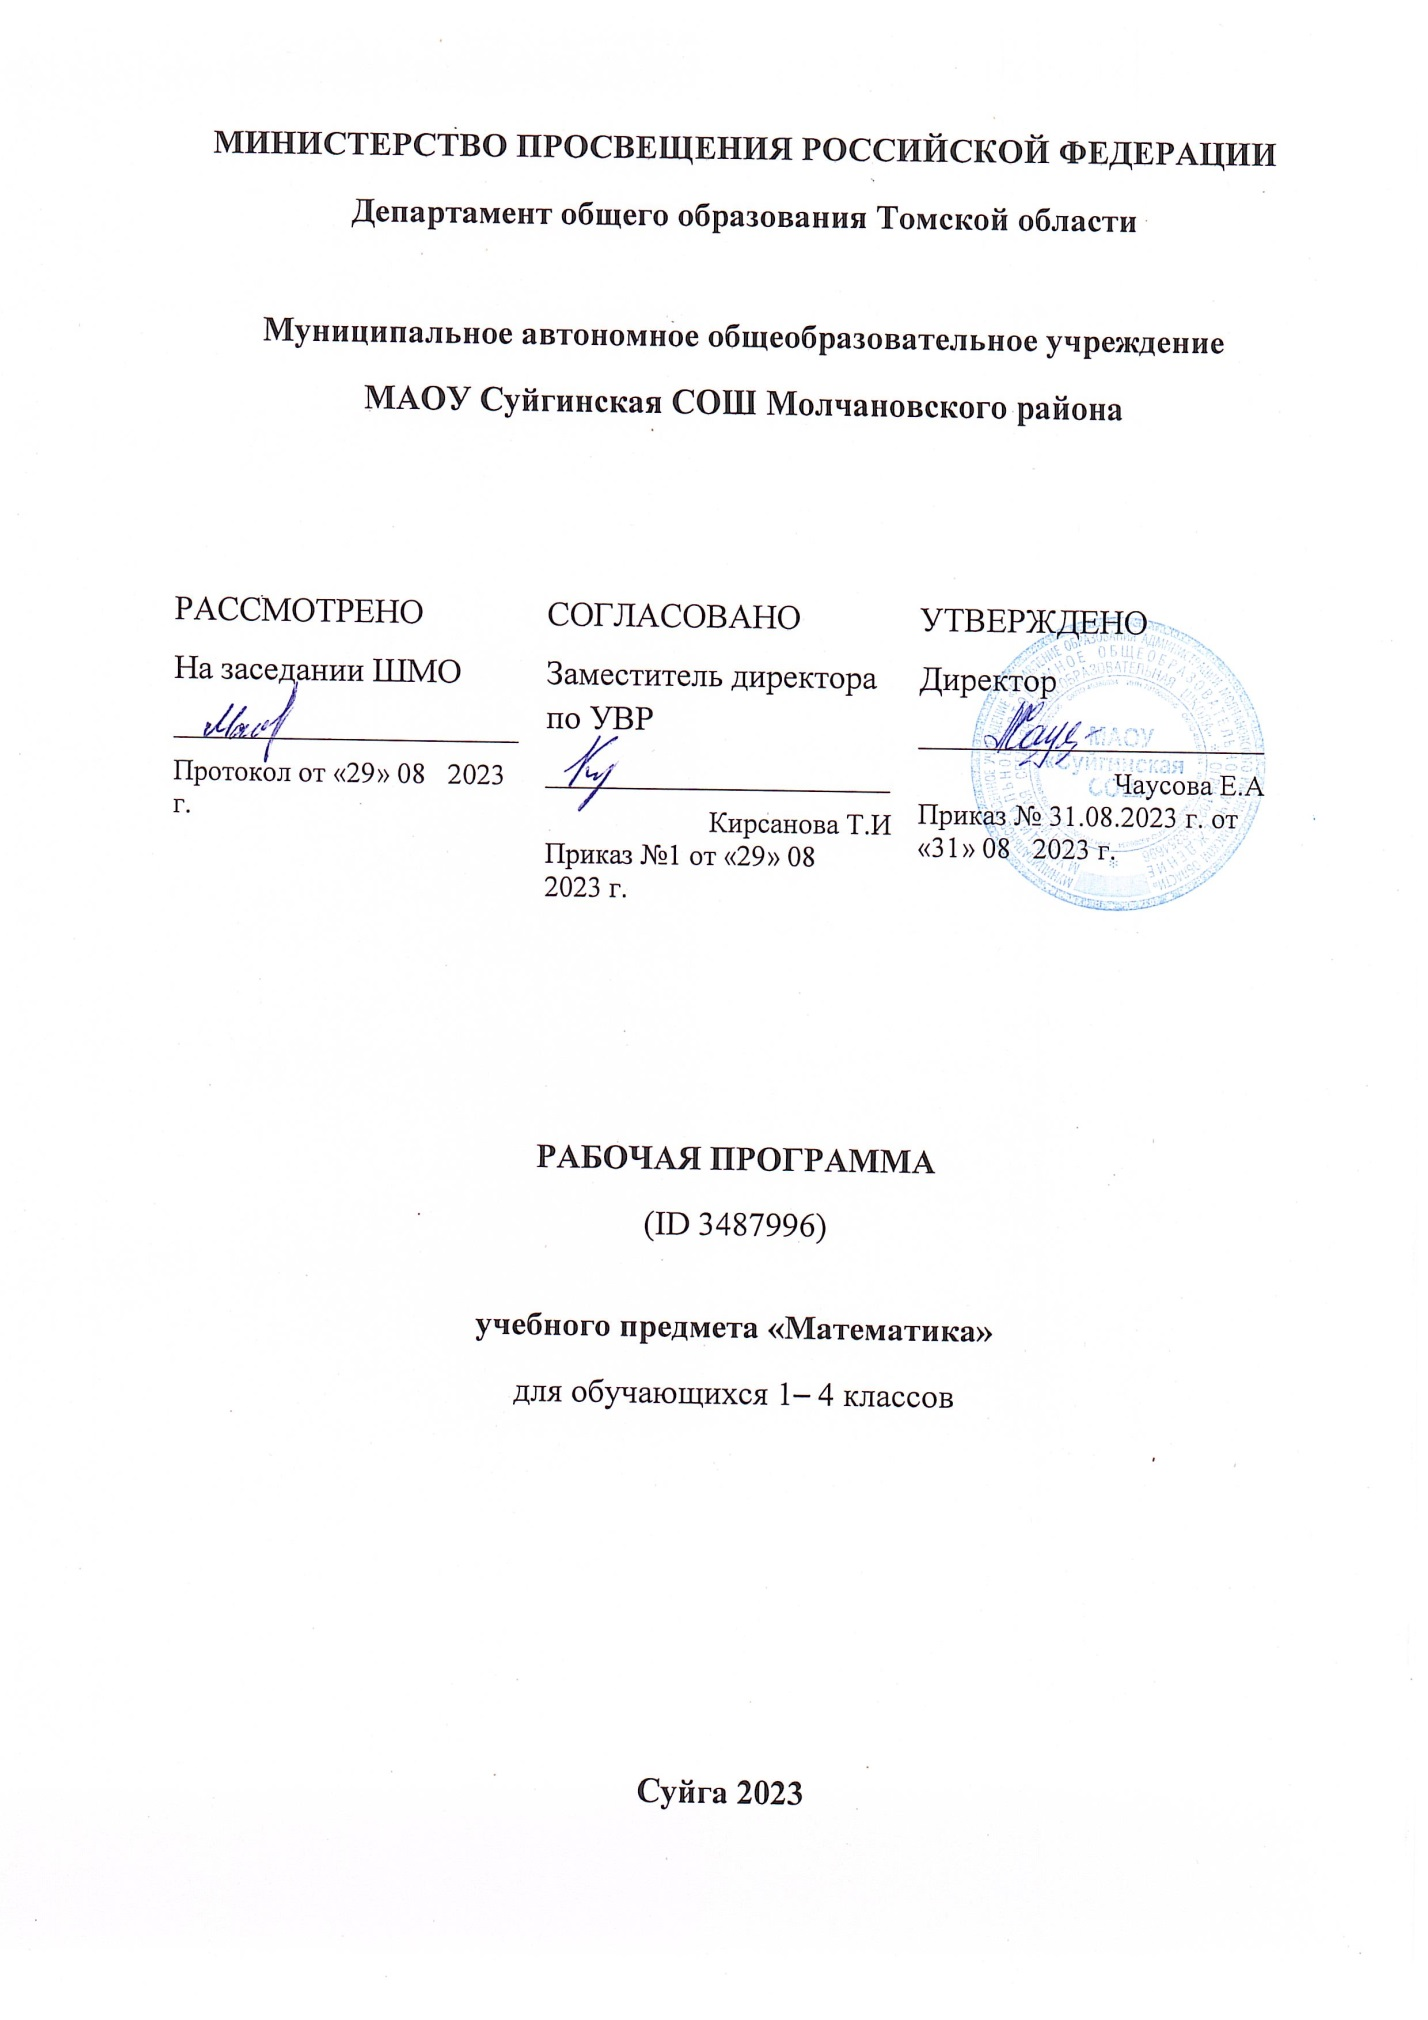 МИНИСТЕРСТВО ПРОСВЕЩЕНИЯ РОССИЙСКОЙ ФЕДЕРАЦИИ
Департамент общего образования Томской области
Муниципальное автономное общеобразовательное учреждение
МАОУ Суйгинская СОШ Молчановского района
РАССМОТРЕНО
На заседании ШМО
Протокол от «29» 08 2023
г.
СОГЛАСОВАНО
Заместитель директора
по УВР
Кирсанова Т.И
Приказ №1 от «29» 08
2023 г.
УТВЕРЖДЕНО
Директор
МАОУ
«Суйгинская
СОШ»
Чаусова Е.А
Приказ № 31.08.2023 г. от
«31» 08 2023 г.
РАБОЧАЯ ПРОГРАММА
(ID 3487996)
учебного предмета «Математика»
для обучающихся 1– 4 классов
Суйга 2023